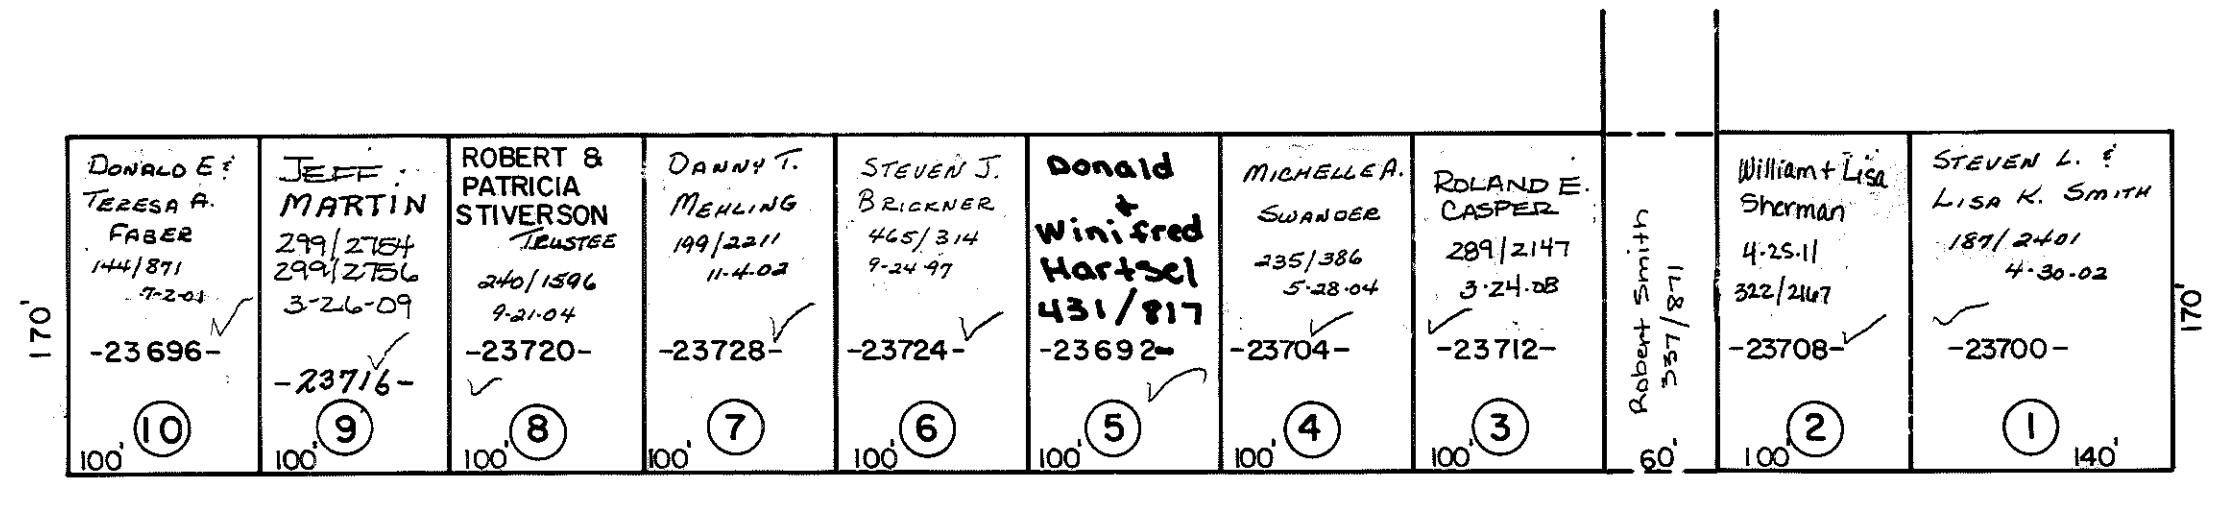 170'
DONALD E &
TERESA A.
FABER
144/871
7-2-01
-23696-
10
100'
JEFF
MARTIN
299/2754
299/2756
3-26-09
-23716-
9
100'
ROBERT &
PATRICIA
STIVERSON
TRUSTEE
240/1596
9-21-04
-23720-
8
100'
DANNY T.
MEHLING
199/2211
11-4-02
-23728-
7
100'
STEVEN J.
BRICKNER
465/314
9-24-97
-23724-
6
100'
Donald
+
Winifred
Hartsel
431/817
-23692-
5
100'
MICHELLE A.
SWANDER
235/386
5-28-04
-23704-
4
100'
ROLAND E.
CASPER
289/2147
3-24-08
-23712-
3
100'
Robert Smith
337/871
60'
William + Lisa
Sherman
4-25-11
322/2167
-23708-
2
100'
STEVEN L. &
LISA K. SMITH
187/2401
4-30-02
-23700-
1
140'
170'